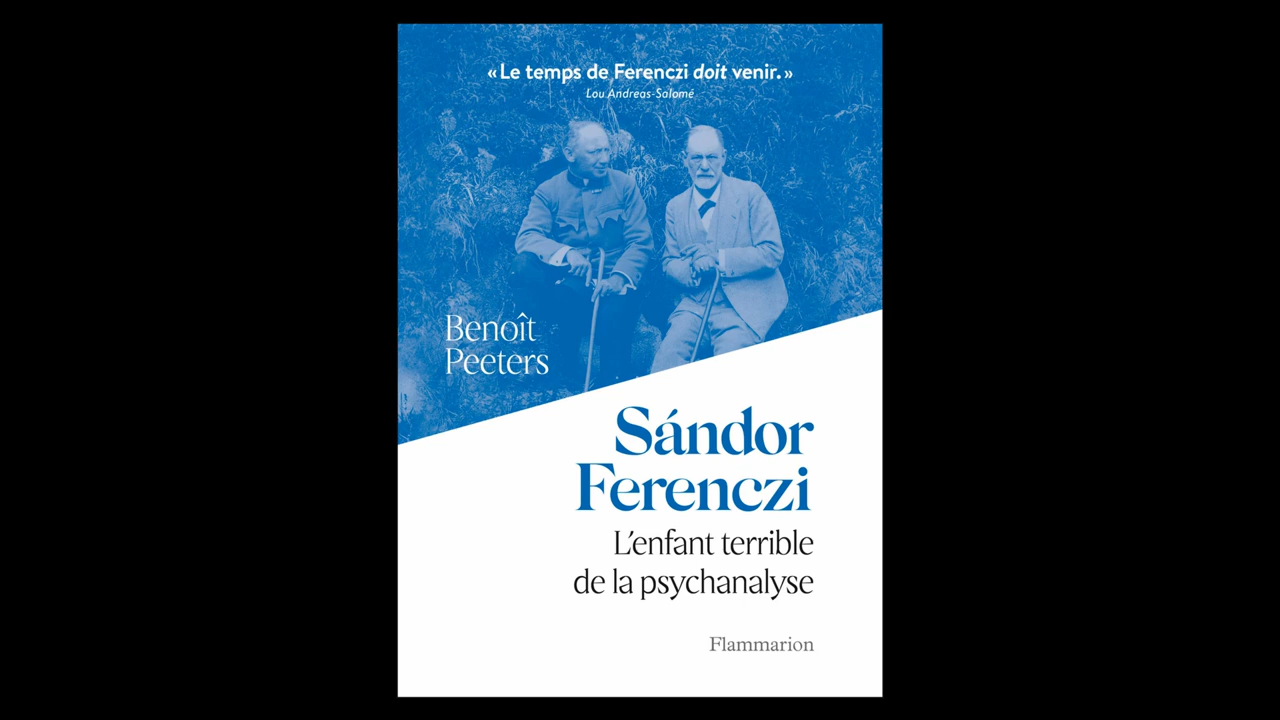 « Le temps de Ferenczi doit venir. »
Lou Andreas-Salomé
Benoît
Peeters
Sándor
Ferenczi
L'enfant terrible
de la psychanalyse
Flammarion